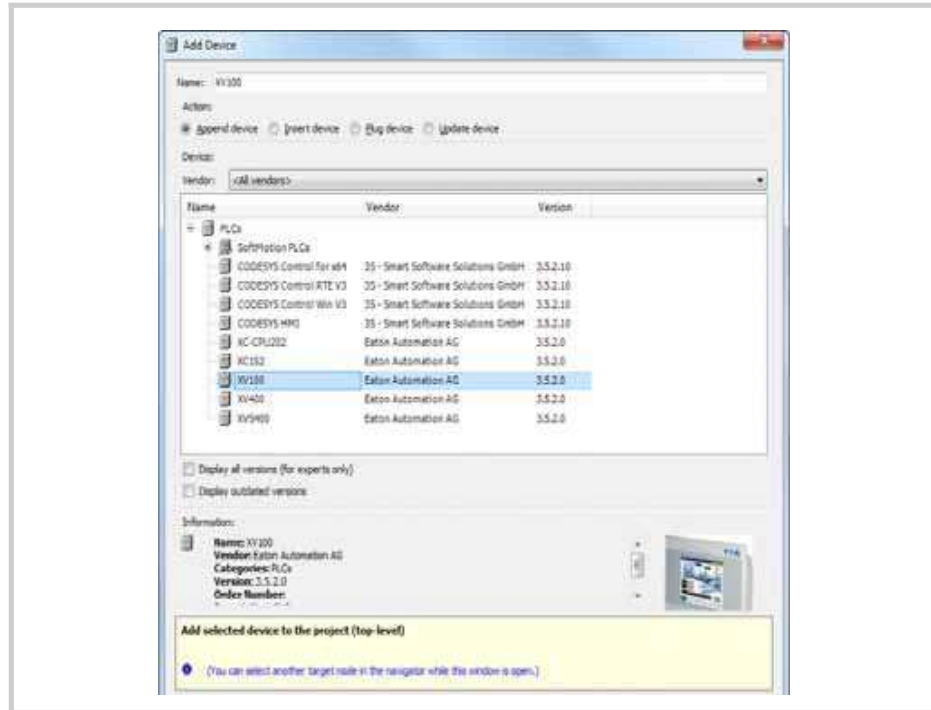 Add Device
Name: XV100
Action:
Append device Insert device Plug device Update device
Device:
Vendor: <All vendors>
Name Vendor Version
PLCs
SoftMotion PLCs
CODESYS Control for x64 3S - Smart Software Solutions GmbH 3.5.2.10
CODESYS Control RTE V3 3S - Smart Software Solutions GmbH 3.5.2.10
CODESYS Control Win V3 3S - Smart Software Solutions GmbH 3.5.2.10
CODESYS HMI 3S - Smart Software Solutions GmbH 3.5.2.10
XC-CPU202 Eaton Automation AG 3.5.2.0
XC152 Eaton Automation AG 3.5.2.0
XV100 Eaton Automation AG 3.5.2.0
XV400 Eaton Automation AG 3.5.2.0
XVS400 Eaton Automation AG 3.5.2.0
Display all versions (for experts only)
Display outdated versions
Information:
Name: XV100
Vendor: Eaton Automation AG
Categories: PLCs
Version: 3.5.2.0
Order Number:
Add selected device to the project (top-level)
(You can select another target node in the navigator while this window is open.)